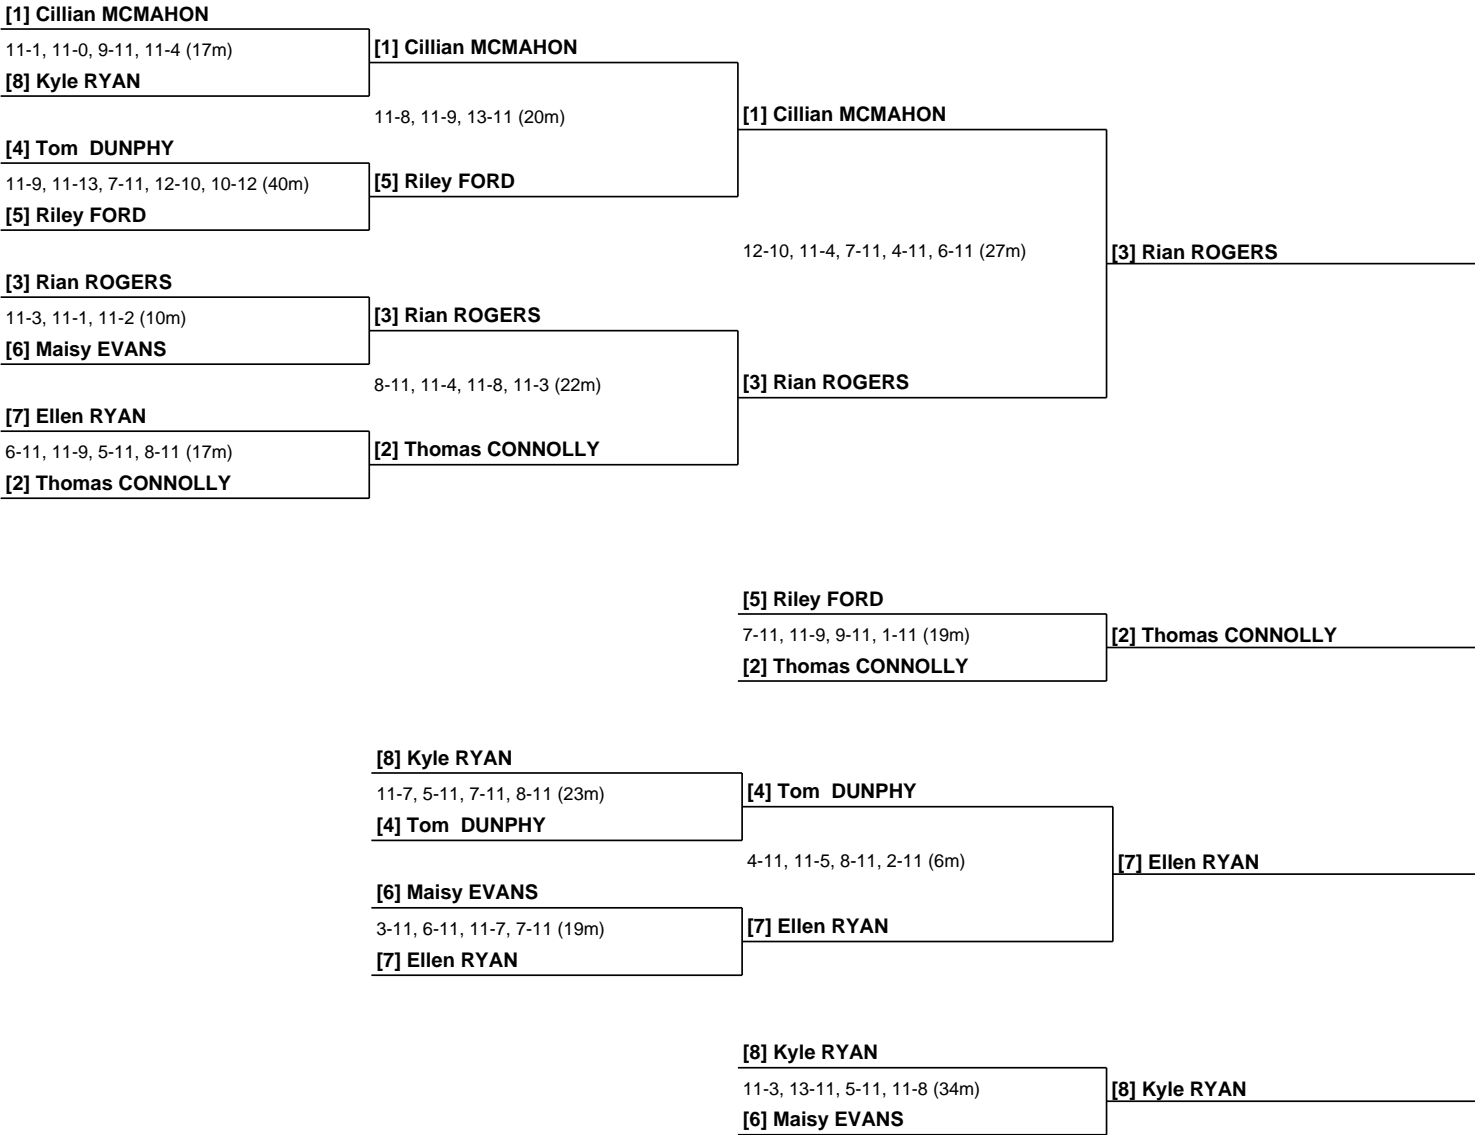 [1] Cillian MCMAHON
11-1, 11-0, 9-11, 11-4 (17m)
[8] Kyle RYAN
[1] Cillian MCMAHON
11-8, 11-9, 13-11 (20m)
[1] Cillian MCMAHON
[4] Tom  DUNPHY
11-9, 11-13, 7-11, 12-10, 10-12 (40m)
[5] Riley FORD
[5] Riley FORD
12-10, 11-4, 7-11, 4-11, 6-11 (27m)
[3] Rian ROGERS
[3] Rian ROGERS
11-3, 11-1, 11-2 (10m)
[6] Maisy EVANS
[3] Rian ROGERS
8-11, 11-4, 11-8, 11-3 (22m)
[3] Rian ROGERS
[7] Ellen RYAN
6-11, 11-9, 5-11, 8-11 (17m)
[2] Thomas CONNOLLY
[2] Thomas CONNOLLY
[5] Riley FORD
7-11, 11-9, 9-11, 1-11 (19m)
[2] Thomas CONNOLLY
[2] Thomas CONNOLLY
[8] Kyle RYAN
11-7, 5-11, 7-11, 8-11 (23m)
[4] Tom  DUNPHY
[4] Tom  DUNPHY
4-11, 11-5, 8-11, 2-11 (6m)
[7] Ellen RYAN
[6] Maisy EVANS
3-11, 6-11, 11-7, 7-11 (19m)
[7] Ellen RYAN
[7] Ellen RYAN
[8] Kyle RYAN
11-3, 13-11, 5-11, 11-8 (34m)
[6] Maisy EVANS
[8] Kyle RYAN